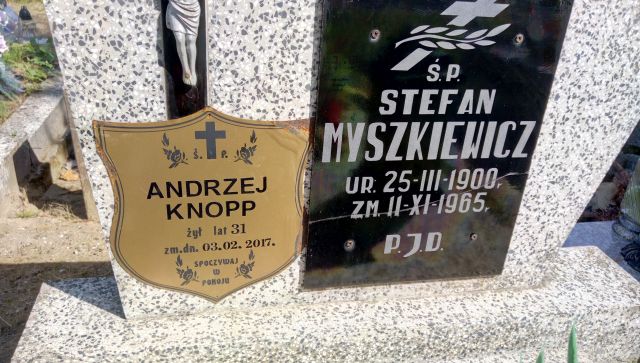 Ś. P.
ANDRZEJ
KNOPP
żył lat 31
zm.dn. 03.02. 2017.
SPOCZYWAJ
W
POKOJU
Ś.P.
STEFAN
MYSZKIEWICZ
UR. 25-III-1900,
ZM 11-XI-1965,
P.J.D.